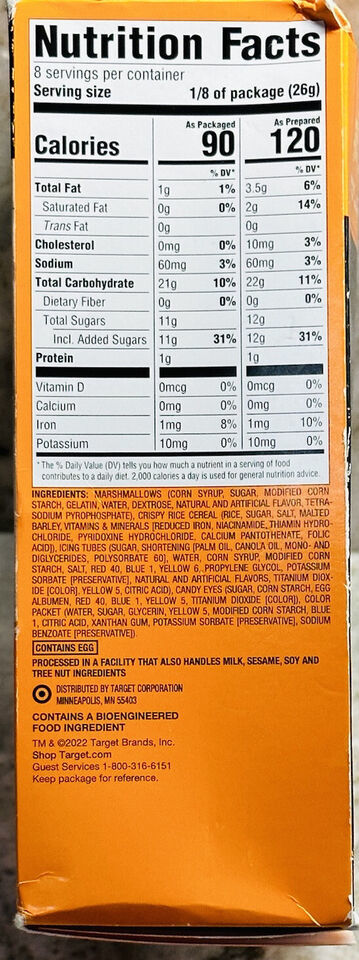 Nutrition Facts
8 servings per container
Serving size 1/8 of package (26g)
As Packaged As Prepared
Calories 90 120
% DV* % DV*
Total Fat 1g 1% 3.5g 6%
Saturated Fat 0g 0% 2g 14%
Trans Fat 0g 0g
Cholesterol 0mg 0% 10mg 3%
Sodium 60mg 3% 60mg 3%
Total Carbohydrate 21g 10% 22g 11%
Dietary Fiber 0g 0% 0g 0%
Total Sugars 11g 12g
Incl. Added Sugars 11g 31% 12g 31%
Protein 1g 1g
Vitamin D 0mcg 0% 0mcg 0%
Calcium 0mg 0% 0mg 0%
Iron 1mg 8% 1mg 10%
Potassium 10mg 0% 10mg 0%
*The % Daily Value (DV) tells you how much a nutrient in a serving of food
contributes to a daily diet. 2,000 calories a day is used for general nutrition advice.
INGREDIENTS: MARSHMALLOWS (CORN SYRUP, SUGAR, MODIFIED CORN
STARCH, GELATIN, WATER, DEXTROSE, NATURAL AND ARTIFICIAL FLAVOR, TETRA-
SODIUM PYROPHOSPHATE), CRISPY RICE CEREAL (RICE, SUGAR, SALT, MALTED
BARLEY, VITAMINS & MINERALS [REDUCED IRON, NIACINAMIDE, THIAMIN HYDRO-
CHLORIDE, PYRIDOXINE HYDROCHLORIDE, CALCIUM PANTOTHENATE, FOLIC
ACID]), ICING TUBES (SUGAR, SHORTENING [PALM OIL, CANOLA OIL, MONO- AND
DIGLYCERIDES, POLYSORBATE 60], WATER, CORN SYRUP, MODIFIED CORN
STARCH, SALT, RED 40, BLUE 1, YELLOW 6, PROPYLENE GLYCOL, POTASSIUM
SORBATE [PRESERVATIVE], NATURAL AND ARTIFICIAL FLAVORS, TITANIUM DIOX-
IDE [COLOR], YELLOW 5, CITRIC ACID), CANDY EYES (SUGAR, CORN STARCH, EGG
ALBUMEN, RED 40, BLUE 1, YELLOW 5, TITANIUM DIOXIDE [COLOR]), COLOR
PACKET (WATER, SUGAR, GLYCERIN, YELLOW 5, MODIFIED CORN STARCH, BLUE
1, CITRIC ACID, XANTHAN GUM, POTASSIUM SORBATE [PRESERVATIVE], SODIUM
BENZOATE [PRESERVATIVE]).
CONTAINS EGG
PROCESSED IN A FACILITY THAT ALSO HANDLES MILK, SESAME, SOY AND
TREE NUT INGREDIENTS
DISTRIBUTED BY TARGET CORPORATION
MINNEAPOLIS, MN 55403
CONTAINS A BIOENGINEERED
FOOD INGREDIENT
TM & ©2022 Target Brands, Inc.
Shop Target.com
Guest Services 1-800-316-6151
Keep package for reference.